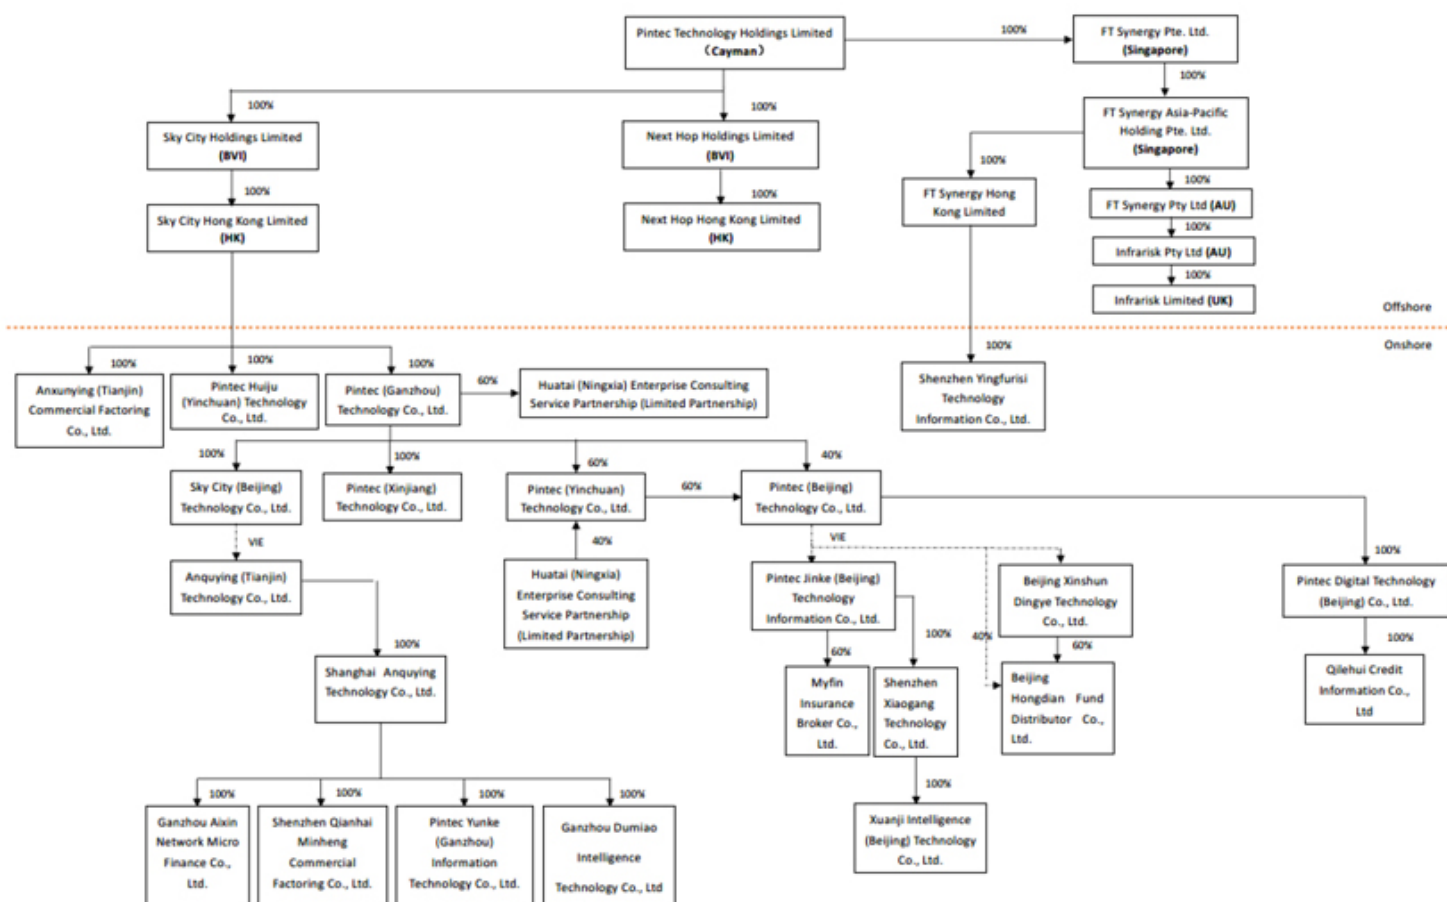 Pintec Technology Holdings Limited
(Cayman)
100%
FT Synergy Pte. Ltd.
(Singapore)
100%
100%
100%
Sky City Holdings Limited
(BVI)
Next Hop Holdings Limited
(BVI)
FT Synergy Asia-Pacific
Holding Pte. Ltd.
(Singapore)
100%
100%
100%
100%
Sky City Hong Kong Limited
(HK)
Next Hop Hong Kong Limited
(HK)
FT Synergy Hong
Kong Limited
FT Synergy Pty Ltd (AU)
100%
Infrarisk Pty Ltd (AU)
100%
Infrarisk Limited (UK)
Offshore
Onshore
100%
100%
100%
100%
Anxunying (Tianjin)
Commercial Factoring
Co., Ltd.
Pintec Huiju
(Yinchuan) Technology
Co., Ltd.
Pintec (Ganzhou)
Technology Co., Ltd.
60%
Huatai (Ningxia) Enterprise Consulting
Service Partnership (Limited Partnership)
Shenzhen Yingfurisi
Technology
Information Co., Ltd.
100%
100%
60%
40%
Sky City (Beijing)
Technology Co., Ltd.
Pintec (Xinjiang)
Technology Co., Ltd.
Pintec (Yinchuan)
Technology Co., Ltd.
60%
Pintec (Beijing)
Technology Co., Ltd.
VIE
40%
VIE
100%
Anquying (Tianjin)
Technology Co., Ltd.
Huatai (Ningxia)
Enterprise Consulting
Service Partnership
(Limited Partnership)
Pintec Jinke (Beijing)
Technology
Information Co., Ltd.
Beijing Xinshun
Dingye Technology
Co., Ltd.
Pintec Digital Technology
(Beijing) Co., Ltd.
100%
60%
100%
40%
60%
100%
Shanghai Anquying
Technology Co., Ltd.
Myfin
Insurance
Broker Co.,
Ltd.
Shenzhen
Xiaogang
Technology
Co., Ltd.
Beijing
Hongdian Fund
Distributor Co.,
Ltd.
Qilehui Credit
Information Co.,
Ltd
100%
100%
100%
100%
100%
Ganzhou Aixin
Network Micro
Finance Co.,
Ltd.
Shenzhen Qianhai
Minheng
Commercial
Factoring Co., Ltd.
Pintec Yunke
(Ganzhou)
Information
Technology Co., Ltd.
Ganzhou Dumiao
Intelligence
Technology Co., Ltd
Xuanji Intelligence
(Beijing) Technology
Co., Ltd.